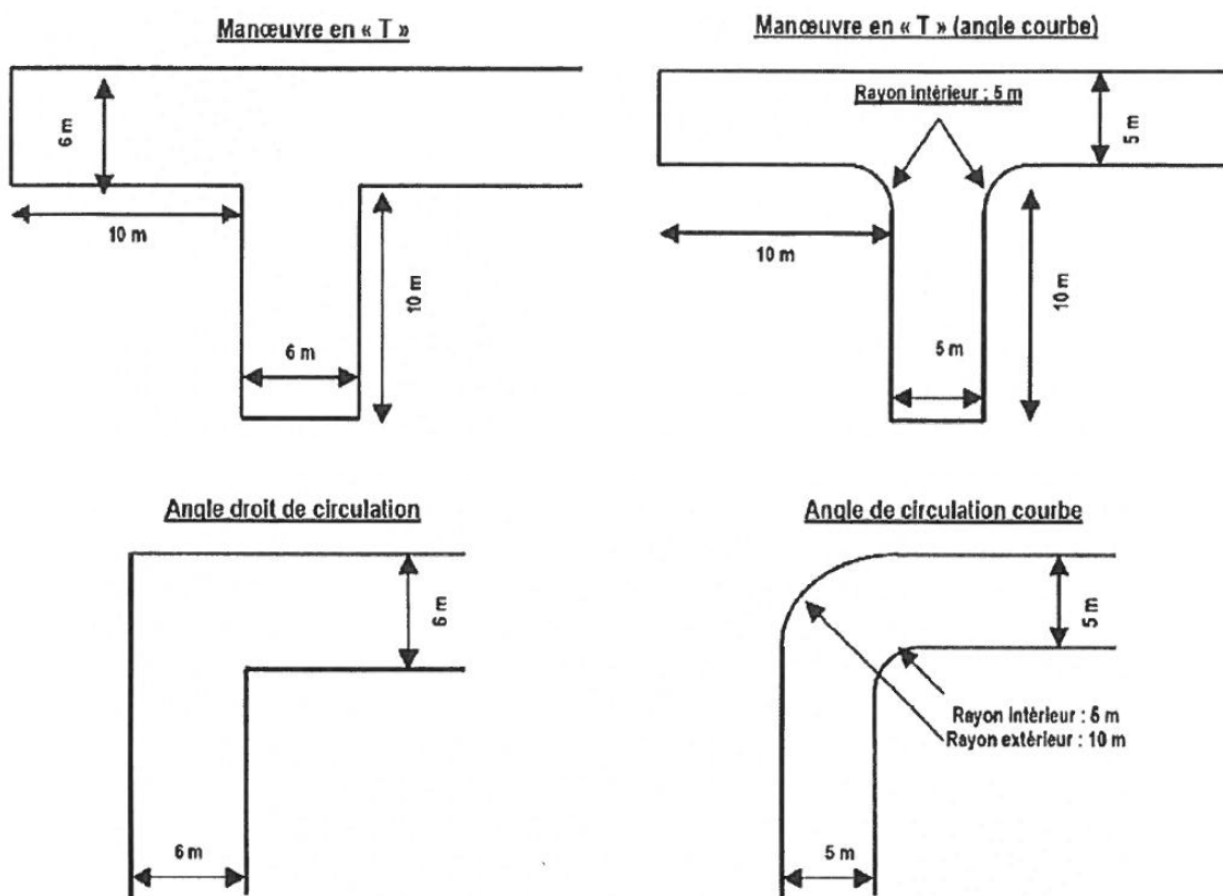 Manœuvre en « T »
6 m
10 m
10 m
6 m
Manœuvre en « T » (angle courbe)
Rayon intérieur : 5 m
5 m
10 m
10 m
5 m
Angle droit de circulation
6 m
6 m
Angle de circulation courbe
5 m
Rayon intérieur : 5 m
Rayon extérieur : 10 m
5 m